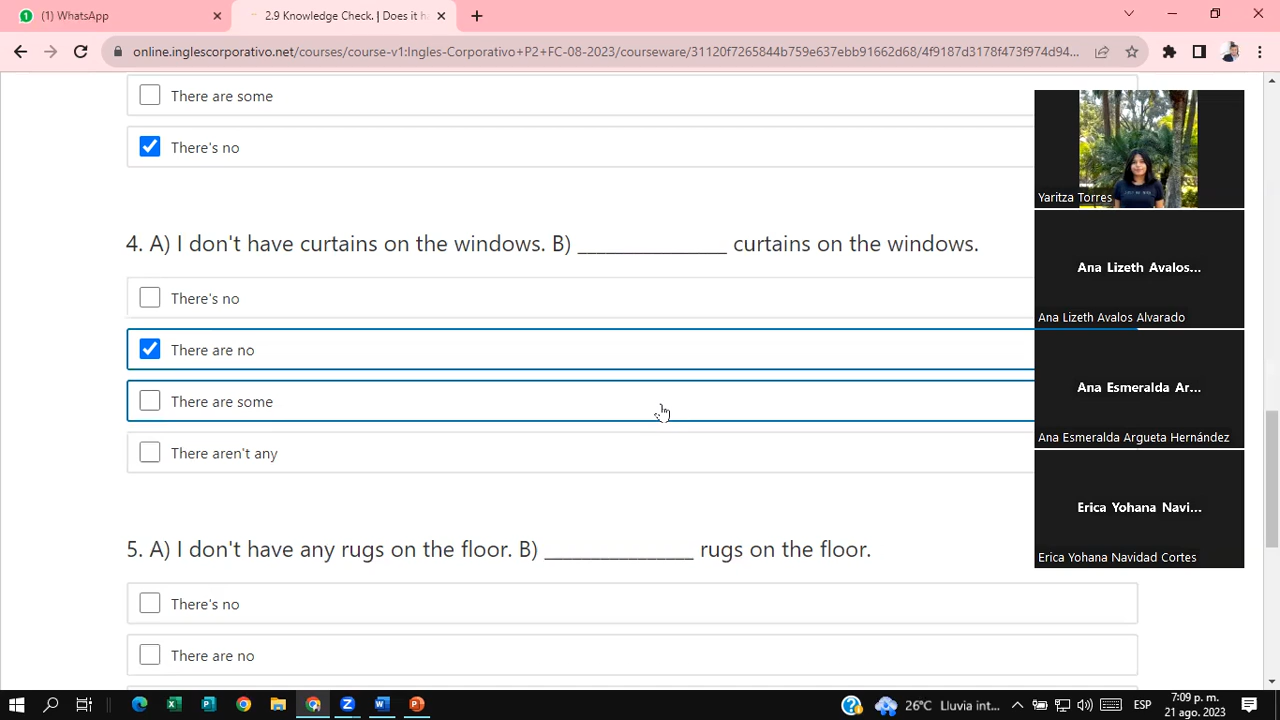 (1) WhatsApp
2.9 Knowledge Check. | Does it ha
online.inglescorporativo.net/courses/course-v1:Ingles-Corporativo+P2+FC-08-2023/courseware/31120f7265844b759e637ebb91662d68/4f9187d3178f473f974d94...
There are some
There's no
4. A) I don't have curtains on the windows. B) ______________ curtains on the windows.
There's no
There are no
There are some
There aren't any
5. A) I don't have any rugs on the floor. B) ______________ rugs on the floor.
There's no
There are no
Yaritza Torres
Ana Lizeth Avalos...
Ana Lizeth Avalos Alvarado
Ana Esmeralda Ar...
Ana Esmeralda Argueta Hernández
Erica Yohana Navi...
Erica Yohana Navidad Cortes
26°C Lluvia int...
ESP
7:09 p. m.
21 ago. 2023